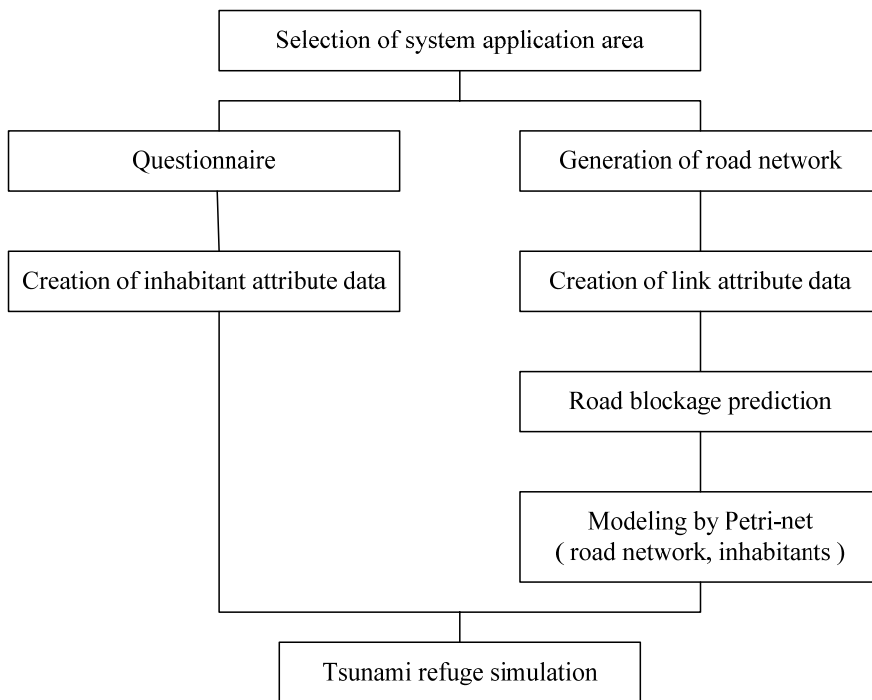 Selection of system application area
Questionnaire
Generation of road network
Creation of inhabitant attribute data
Creation of link attribute data
Road blockage prediction
Modeling by Petri-net
( road network, inhabitants )
Tsunami refuge simulation